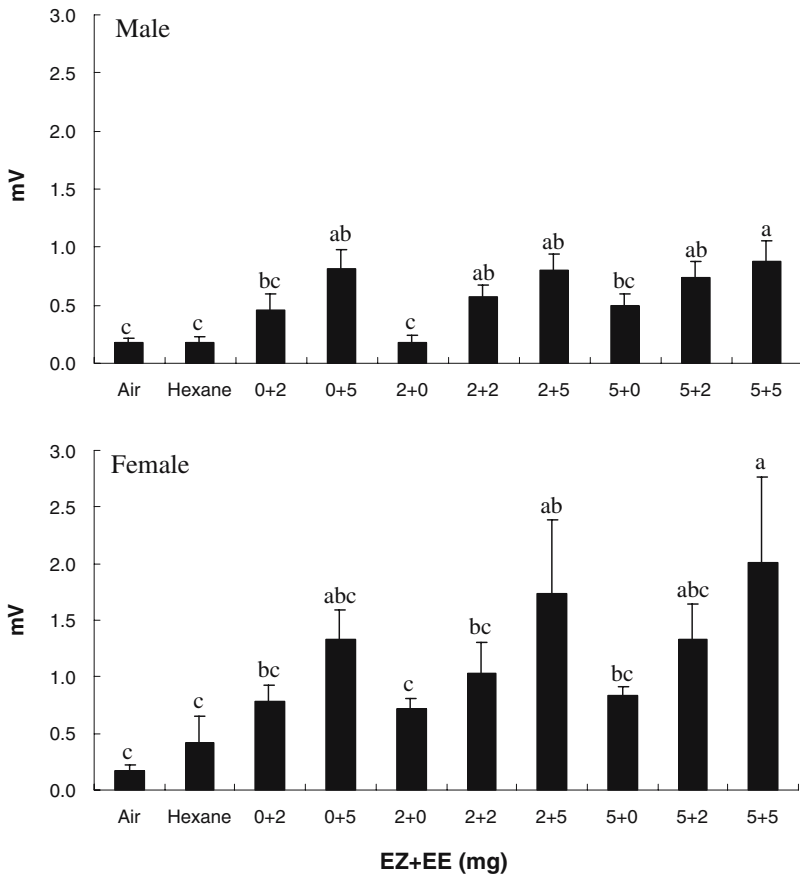 Male
3.0
2.5
2.0
1.5
1.0
0.5
0.0
mV
c c bc ab c ab ab bc ab a
Air Hexane 0+2 0+5 2+0 2+2 2+5 5+0 5+2 5+5
Female
3.0
2.5
2.0
1.5
1.0
0.5
0.0
mV
c c bc abc c bc ab bc abc a
Air Hexane 0+2 0+5 2+0 2+2 2+5 5+0 5+2 5+5
EZ+EE (mg)